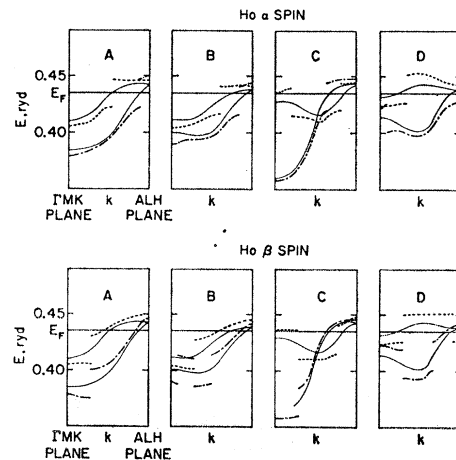 Ho α SPIN
A
B
C
D
0.45
E_F
0.40
E, ryd
ΓMK PLANE
k
ALH PLANE
k
k
k
Ho β SPIN
A
B
C
D
0.45
E_F
0.40
E, ryd
ΓMK PLANE
k
ALH PLANE
k
k
k